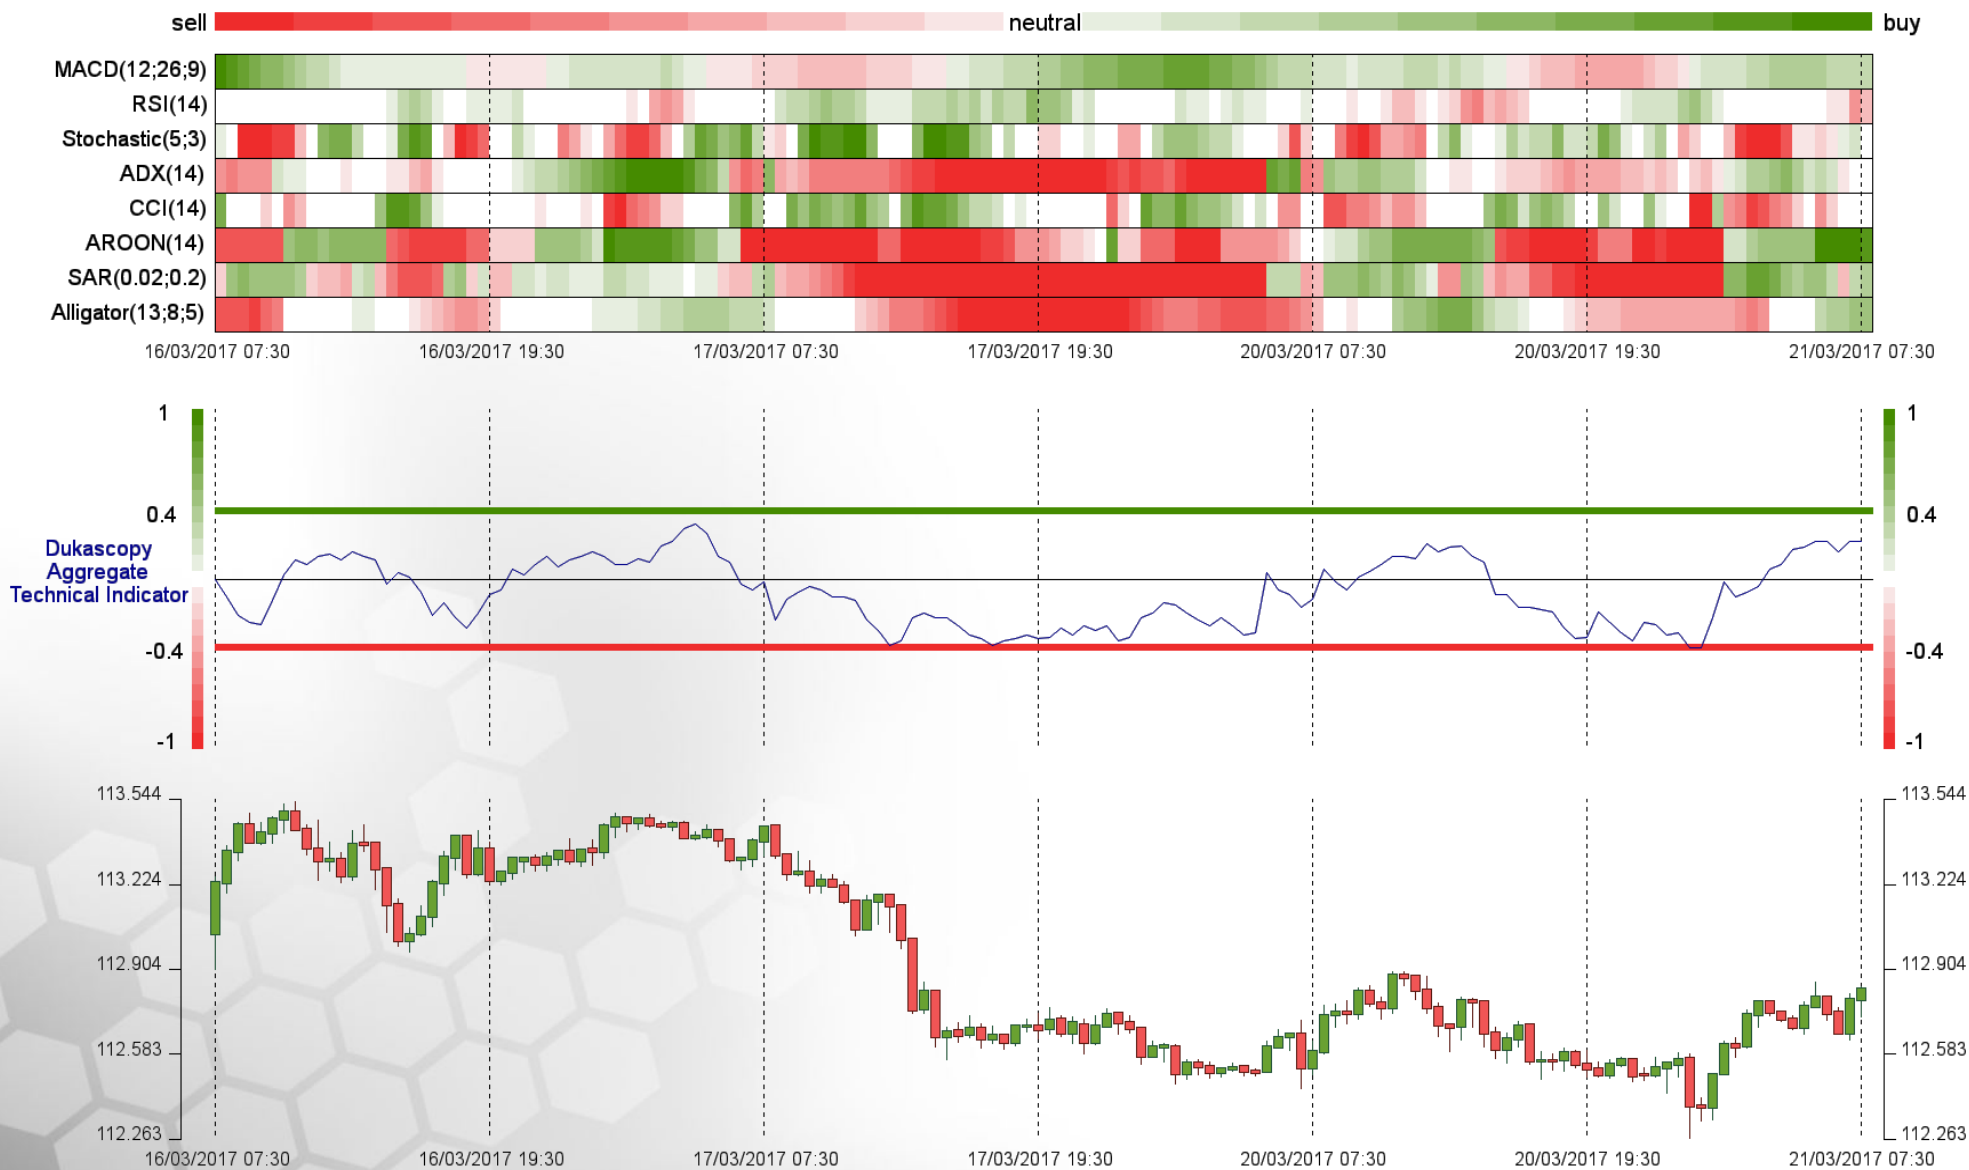 sell neutral buy
MACD(12;26;9)
RSI(14)
Stochastic(5;3)
ADX(14)
CCI(14)
AROON(14)
SAR(0.02;0.2)
Alligator(13;8;5)
16/03/2017 07:30 16/03/2017 19:30 17/03/2017 07:30 17/03/2017 19:30 20/03/2017 07:30 20/03/2017 19:30 21/03/2017 07:30
1 1
0.4 0.4
Dukascopy
Aggregate
Technical Indicator
-0.4 -0.4
-1 -1
113.544 113.544
113.224 113.224
112.904 112.904
112.583 112.583
112.263 112.263
16/03/2017 07:30 16/03/2017 19:30 17/03/2017 07:30 17/03/2017 19:30 20/03/2017 07:30 20/03/2017 19:30 21/03/2017 07:30